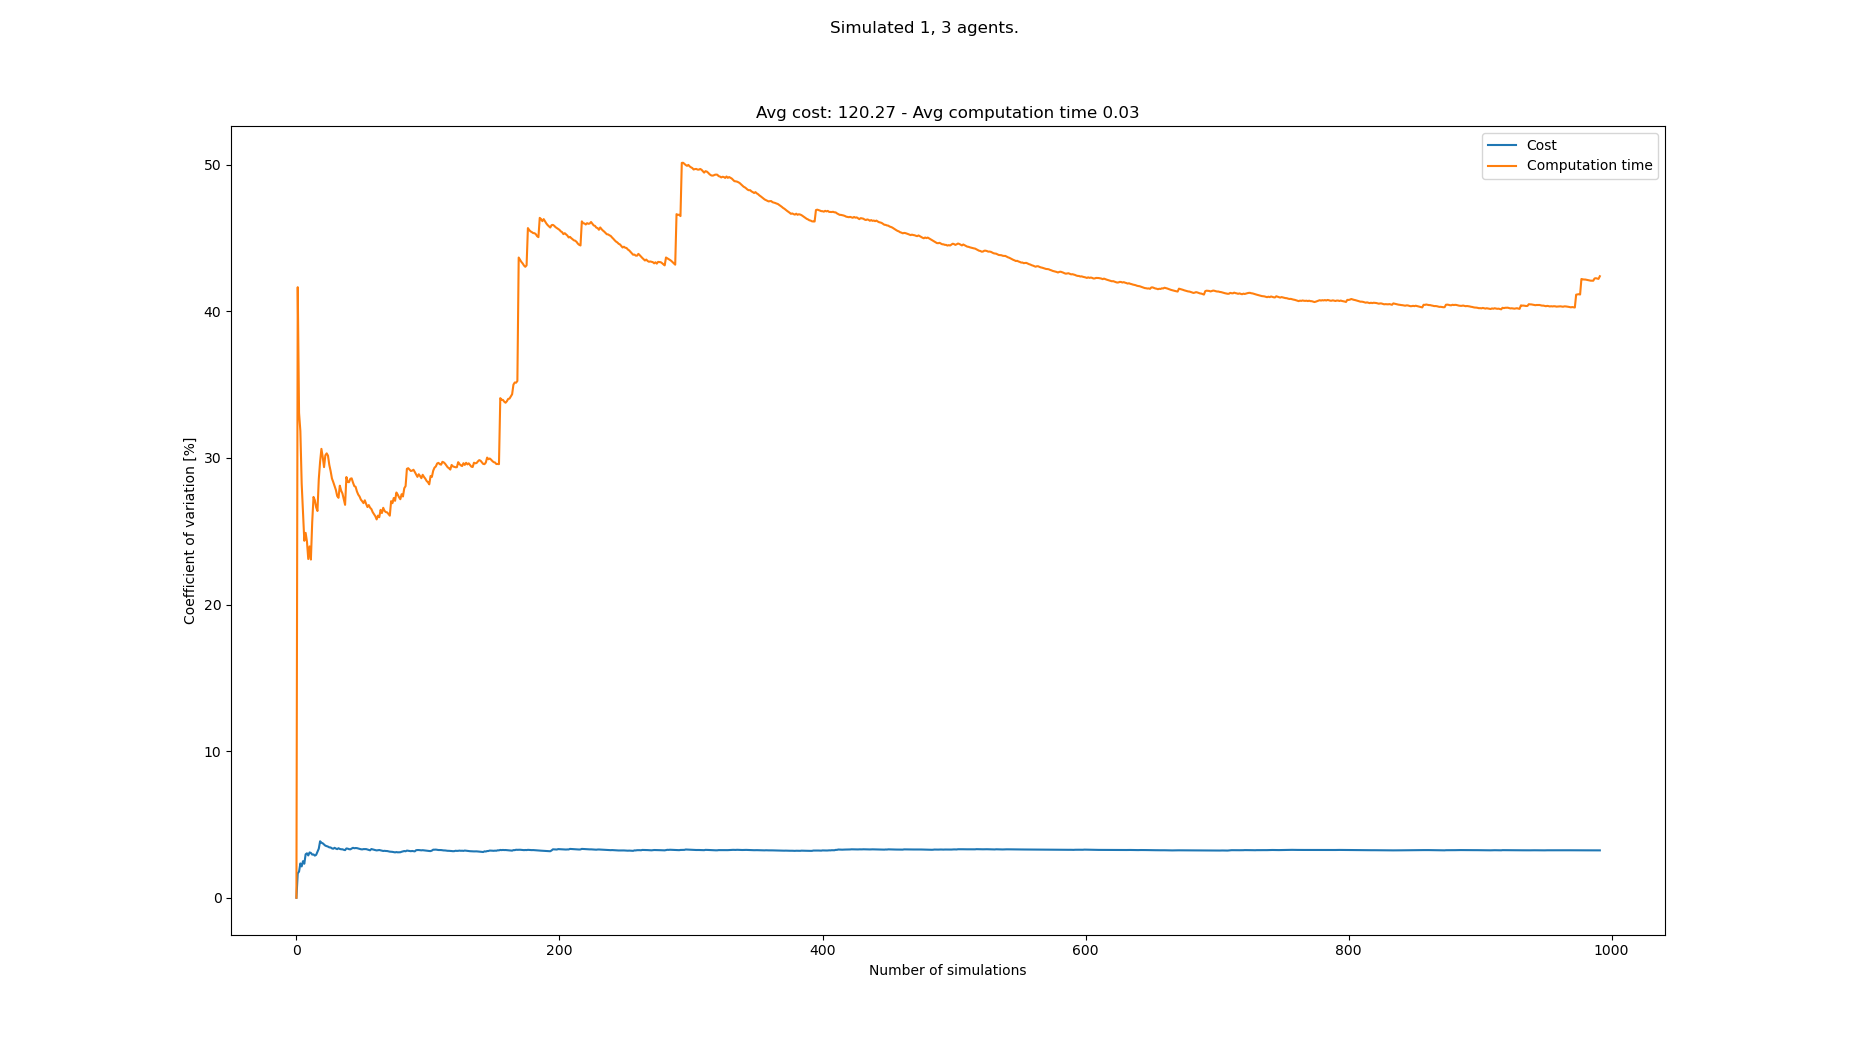 Simulated 1, 3 agents.
Avg cost: 120.27 - Avg computation time 0.03
Cost
Computation time
50
40
30
20
10
0
Coefficient of variation [%]
0 200 400 600 800 1000
Number of simulations